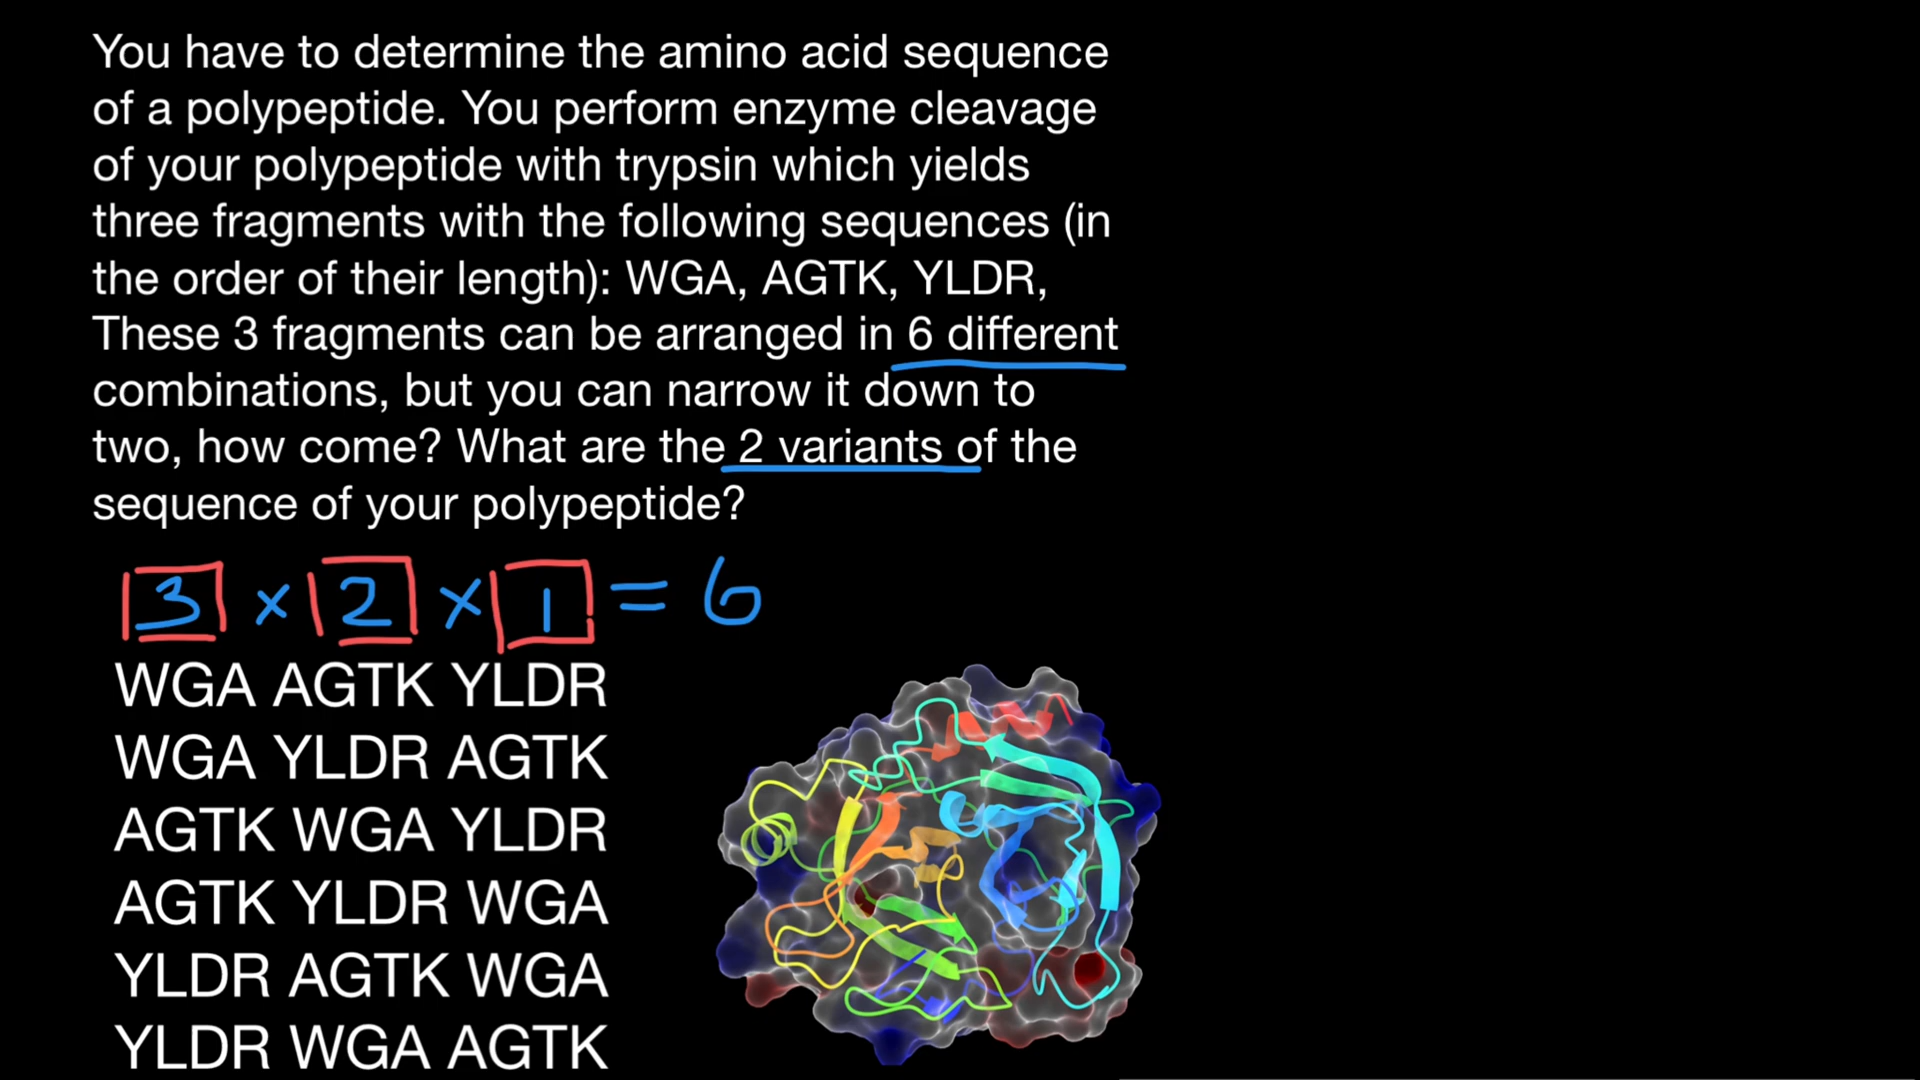 You have to determine the amino acid sequence
of a polypeptide. You perform enzyme cleavage
of your polypeptide with trypsin which yields
three fragments with the following sequences (in
the order of their length): WGA, AGTK, YLDR,
These 3 fragments can be arranged in 6 different
combinations, but you can narrow it down to
two, how come? What are the 2 variants of the
sequence of your polypeptide?
3 × 2 × 1 = 6
WGA AGTK YLDR
WGA YLDR AGTK
AGTK WGA YLDR
AGTK YLDR WGA
YLDR AGTK WGA
YLDR WGA AGTK